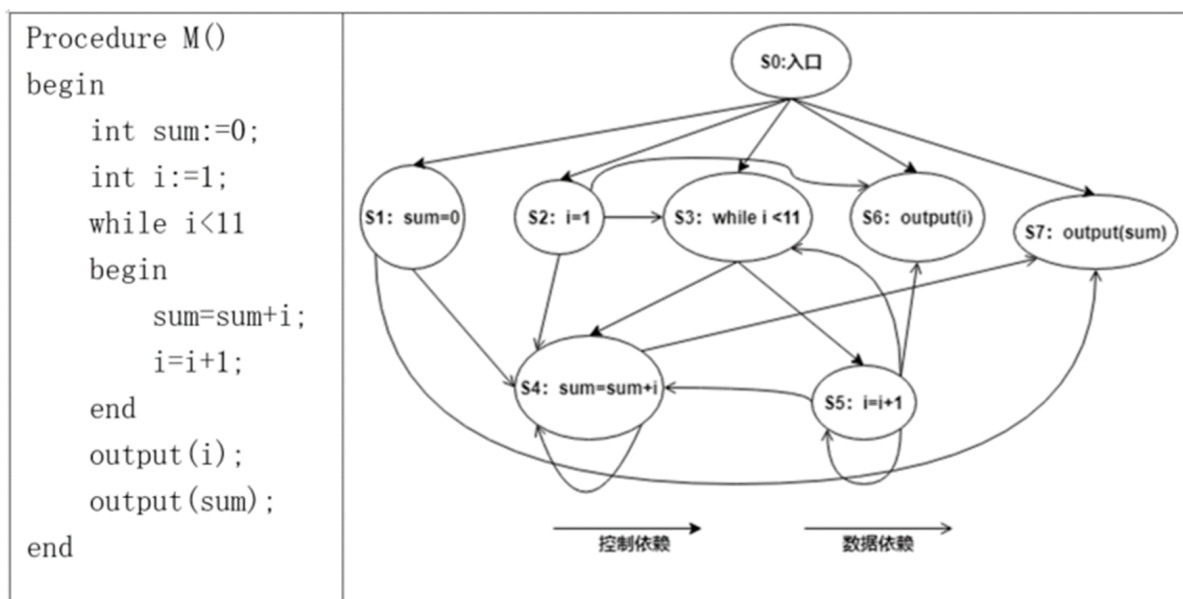 Procedure M()
begin
int sum:=0;
int i:=1;
while i<11
begin
sum=sum+i;
i=i+1;
end
output(i);
output(sum);
end
S0:入口
S1: sum=0
S2: i=1
S3: while i <11
S6: output(i)
S7: output(sum)
S4: sum=sum+i
S5: i=i+1
控制依赖
数据依赖